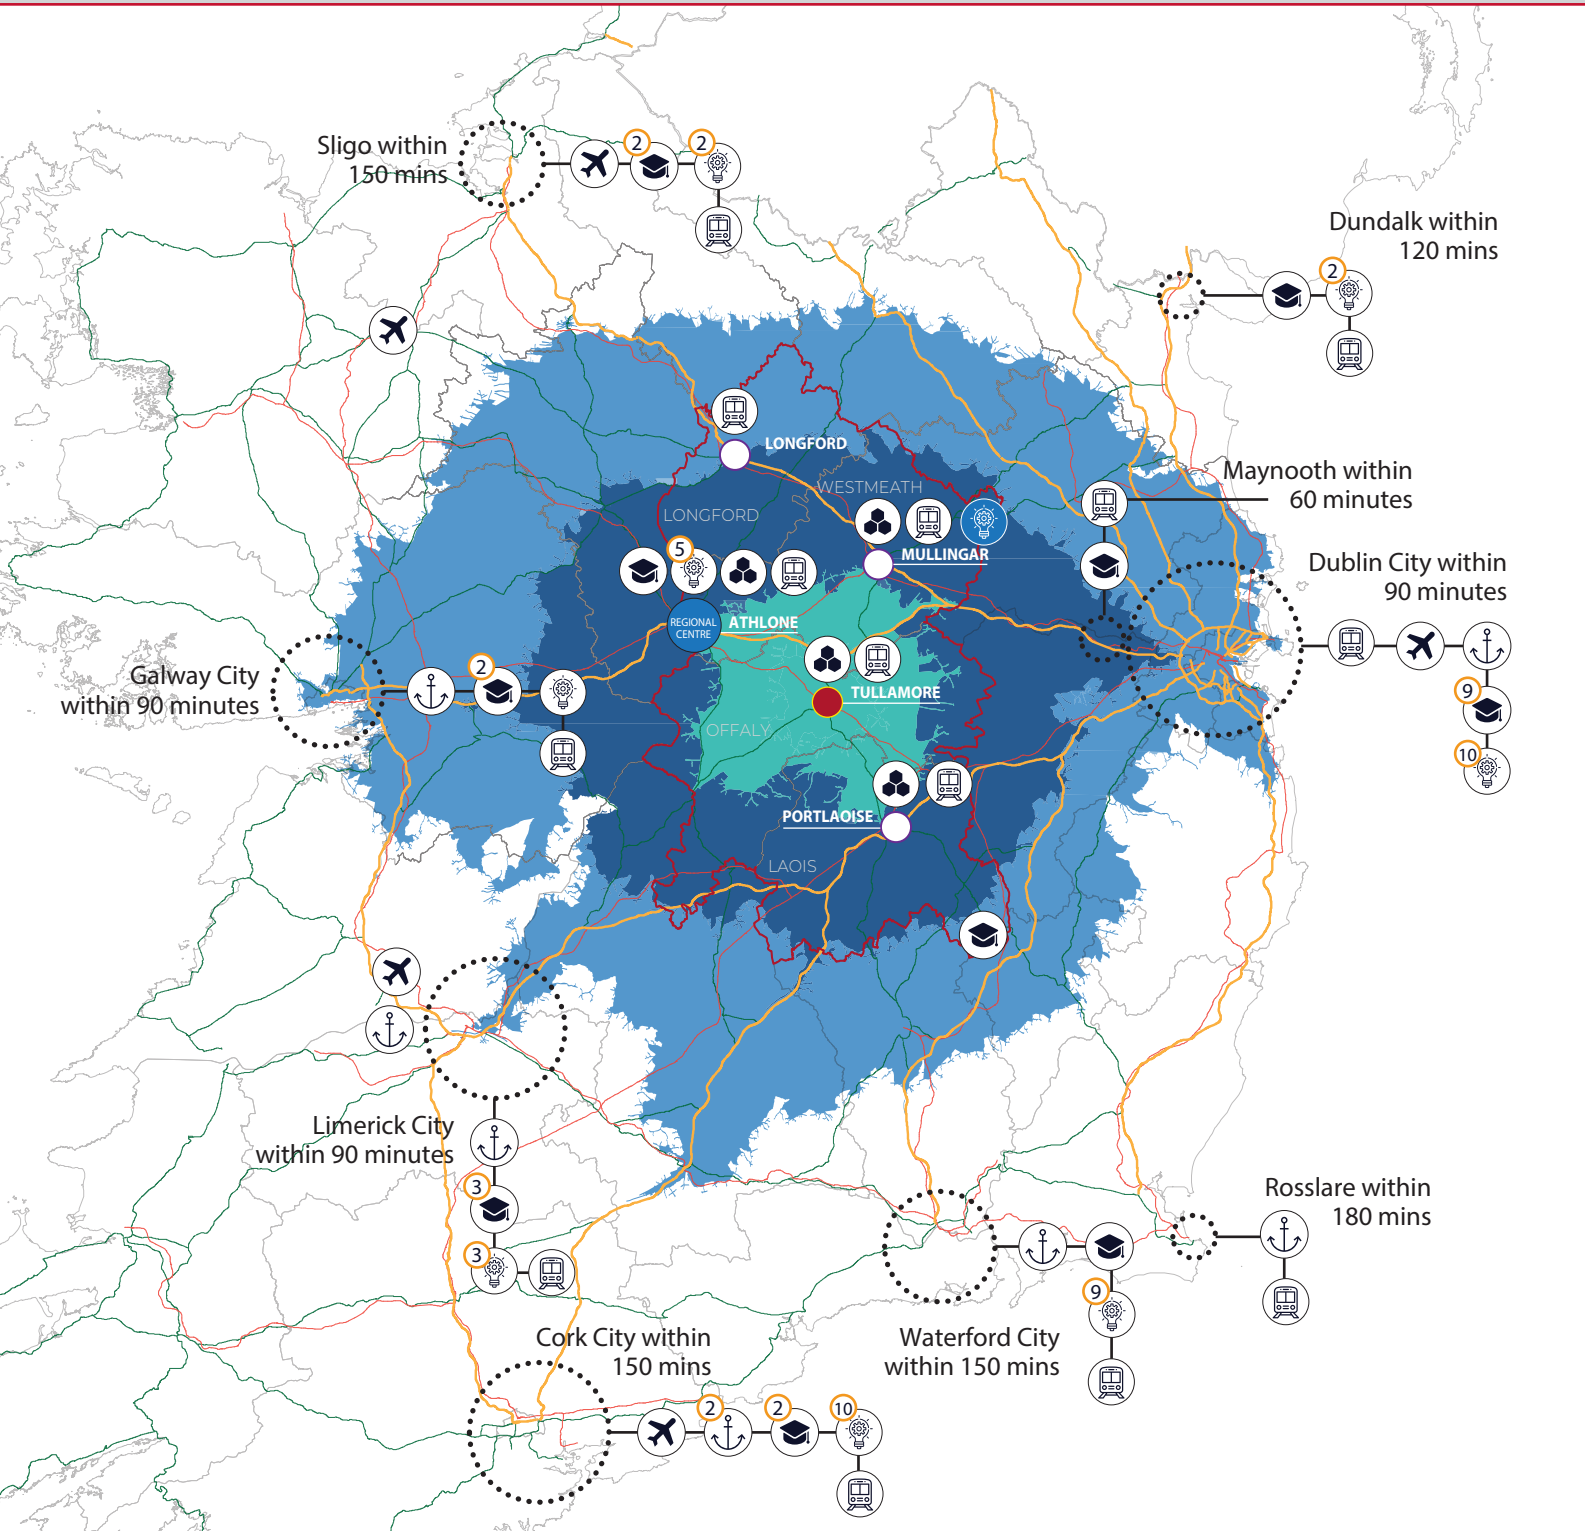 Sligo within
150 mins
2
2
Dundalk within
120 mins
2
LONGFORD
WESTMEATH
LONGFORD
Maynooth within
60 minutes
5
MULLINGAR
Dublin City within
90 minutes
REGIONAL
CENTRE
ATHLONE
Galway City
within 90 minutes
2
TULLAMORE
OFFALY
9
10
PORTLAOISE
LAOIS
Limerick City
within 90 minutes
3
3
Rosslare within
180 mins
9
Cork City within
150 mins
Waterford City
within 150 mins
2
2
10